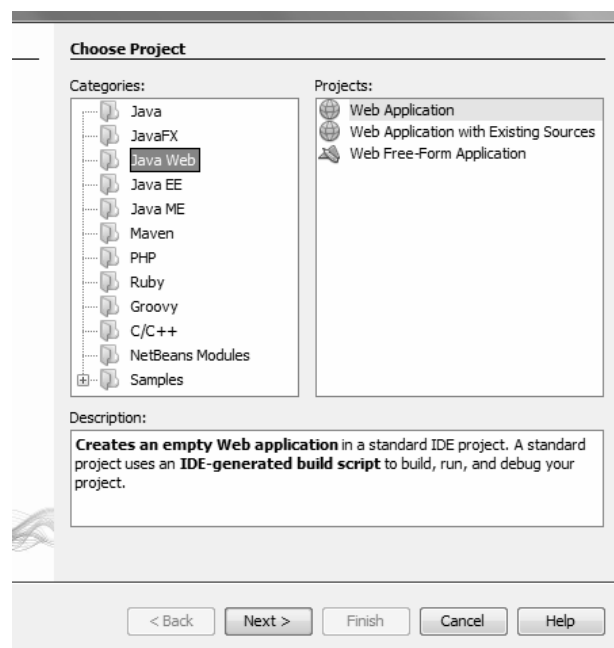 Choose Project
Categories:
Java
JavaFX
Java Web
Java EE
Java ME
Maven
PHP
Ruby
Groovy
C/C++
NetBeans Modules
Samples
Projects:
Web Application
Web Application with Existing Sources
Web Free-Form Application
Description:
Creates an empty Web application in a standard IDE project. A standard
project uses an IDE-generated build script to build, run, and debug your
project.
< Back
Next >
Finish
Cancel
Help